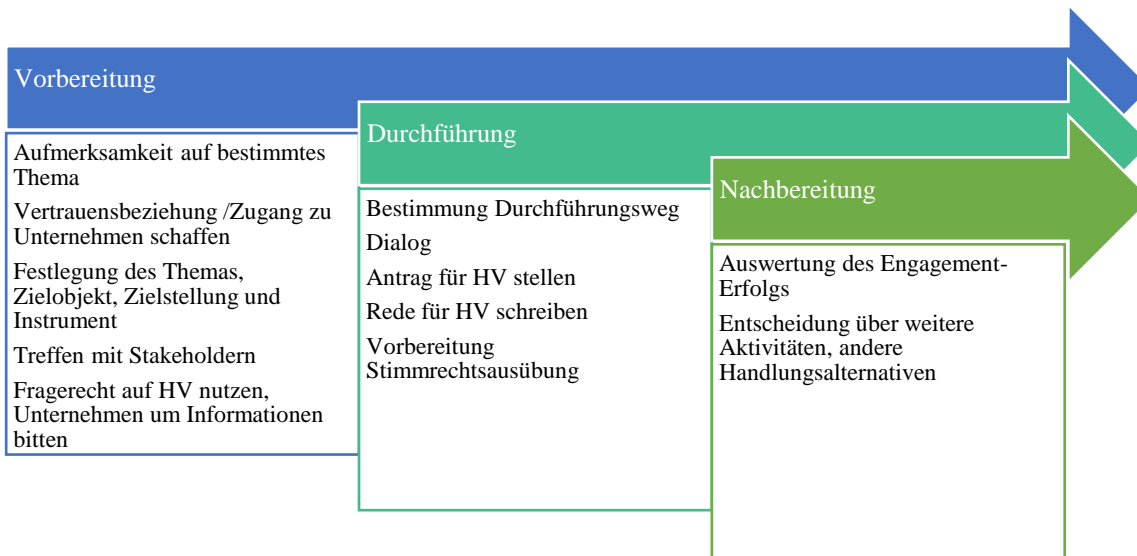 Vorbereitung
Aufmerksamkeit auf bestimmtes
Thema
Vertrauensbeziehung /Zugang zu
Unternehmen schaffen
Festlegung des Themas,
Zielobjekt, Zielstellung und
Instrument
Treffen mit Stakeholdern
Fragerecht auf HV nutzen,
Unternehmen um Informationen
bitten
Durchführung
Bestimmung Durchführungsweg
Dialog
Antrag für HV stellen
Rede für HV schreiben
Vorbereitung
Stimmrechtsausübung
Nachbereitung
Auswertung des Engagement-
Erfolgs
Entscheidung über weitere
Aktivitäten, andere
Handlungsalternativen